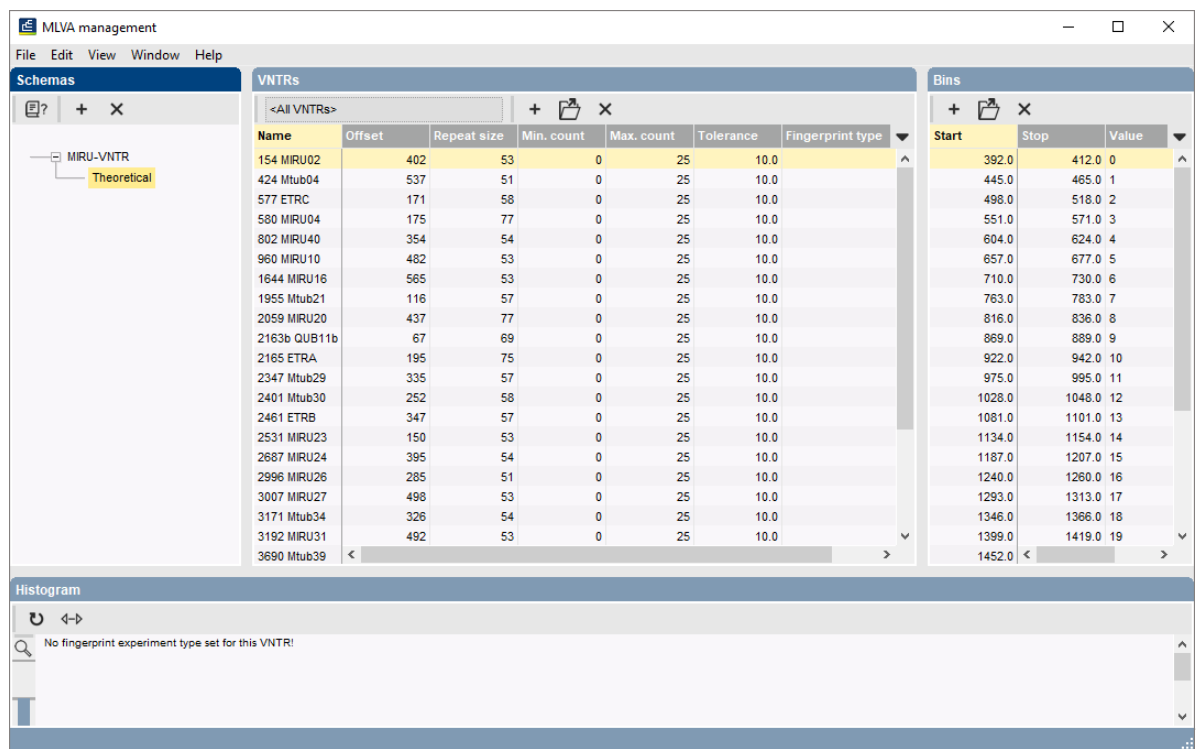 MLVA management
File Edit View Window Help
Schemas
?
MIRU-VNTR
Theoretical
VNTRs
<All VNTRs>
Name Offset Repeat size Min. count Max. count Tolerance Fingerprint type
154 MIRU02 402 53 0 25 10.0
424 Mtub04 537 51 0 25 10.0
577 ETRC 171 58 0 25 10.0
580 MIRU04 175 77 0 25 10.0
802 MIRU40 354 54 0 25 10.0
960 MIRU10 482 53 0 25 10.0
1644 MIRU16 565 53 0 25 10.0
1955 Mtub21 116 57 0 25 10.0
2059 MIRU20 437 77 0 25 10.0
2163b QUB11b 67 69 0 25 10.0
2165 ETRA 195 75 0 25 10.0
2347 Mtub29 335 57 0 25 10.0
2401 Mtub30 252 58 0 25 10.0
2461 ETRB 347 57 0 25 10.0
2531 MIRU23 150 53 0 25 10.0
2687 MIRU24 395 54 0 25 10.0
2996 MIRU26 285 51 0 25 10.0
3007 MIRU27 498 53 0 25 10.0
3171 Mtub34 326 54 0 25 10.0
3192 MIRU31 492 53 0 25 10.0
3690 Mtub39
Bins
Start Stop Value
392.0 412.0 0
445.0 465.0 1
498.0 518.0 2
551.0 571.0 3
604.0 624.0 4
657.0 677.0 5
710.0 730.0 6
763.0 783.0 7
816.0 836.0 8
869.0 889.0 9
922.0 942.0 10
975.0 995.0 11
1028.0 1048.0 12
1081.0 1101.0 13
1134.0 1154.0 14
1187.0 1207.0 15
1240.0 1260.0 16
1293.0 1313.0 17
1346.0 1366.0 18
1399.0 1419.0 19
1452.0
Histogram
No fingerprint experiment type set for this VNTR!